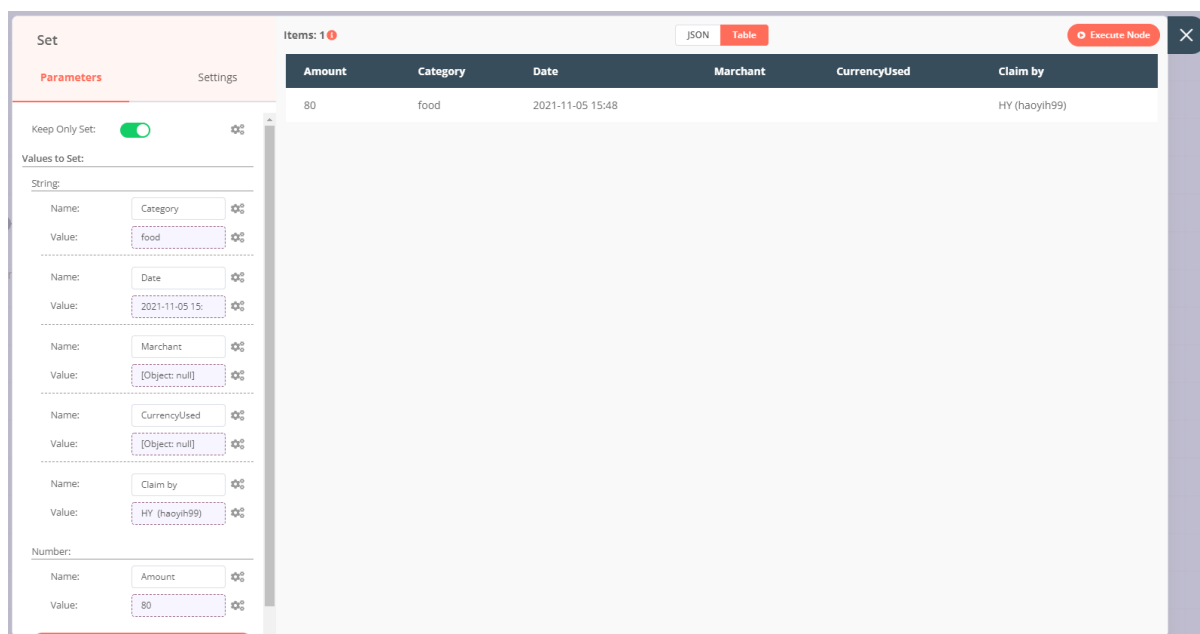 Set
Parameters Settings
Keep Only Set:
Values to Set:
String:
Name: Category
Value: food
Name: Date
Value: 2021-11-05 15:
Name: Marchant
Value: [Object: null]
Name: CurrencyUsed
Value: [Object: null]
Name: Claim by
Value: HY (haoyih99)
Number:
Name: Amount
Value: 80
Items: 1
JSON Table
Execute Node
Amount Category Date Marchant CurrencyUsed Claim by
80 food 2021-11-05 15:48 HY (haoyih99)